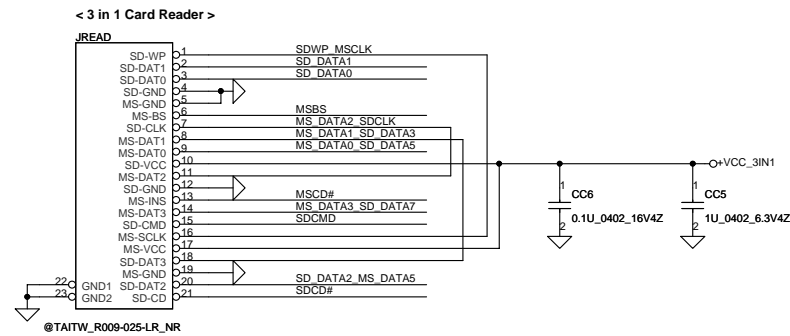 < 3 in 1 Card Reader >
JREAD
SD-WP 1 SDWP_MSCLK
SD-DAT1 2 SD_DATA1
SD-DAT0 3 SD_DATA0
SD-GND 4
MS-GND 5
MS-BS 6 MSBS
SD-CLK 7 MS_DATA2_SDCLK
MS-DAT1 8 MS_DATA1_SD_DATA3
MS-DAT0 9 MS_DATA0_SD_DATA5
SD-VCC 10 +VCC_3IN1
MS-DAT2 11
SD-GND 12
MS-INS 13 MSCD#
MS-DAT3 14 MS_DATA3_SD_DATA7
SD-CMD 15 SDCMD
MS-SCLK 16
MS-VCC 17
SD-DAT3 18
MS-GND 19
22 GND1 SD-DAT2 20 SD_DATA2_MS_DATA5
23 GND2 SD-CD 21 SDCD#
@TAITW_R009-025-LR_NR
1
CC6
0.1U_0402_16V4Z
2
1
CC5
1U_0402_6.3V4Z
2